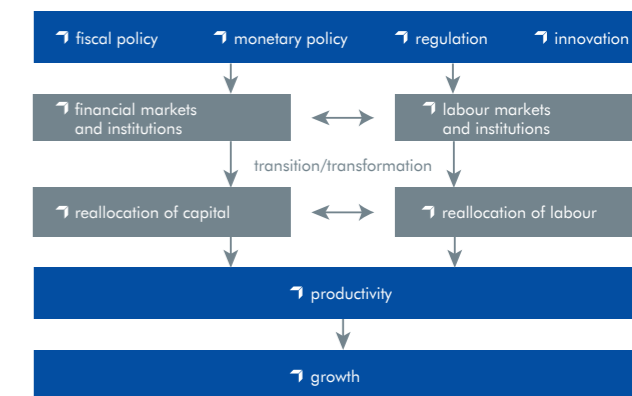 fiscal policy monetary policy regulation innovation
financial markets
and institutions
labour markets
and institutions
transition/transformation
reallocation of capital reallocation of labour
productivity
growth